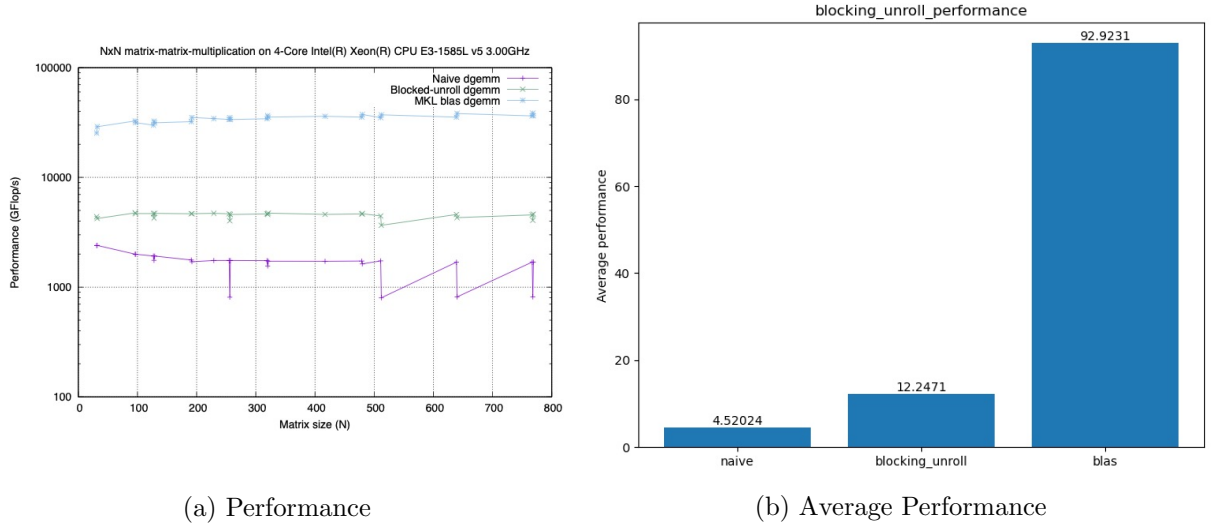 NxN matrix-matrix-multiplication on 4-Core Intel(R) Xeon(R) CPU E3-1585L v5 3.00GHz
Naive dgemm
Blocked-unroll dgemm
MKL blas dgemm
Performance (GFlop/s)
100000
10000
1000
100
0 100 200 300 400 500 600 700 800
Matrix size (N)
(a) Performance
blocking_unroll_performance
Average performance
80
60
40
20
0
4.52024
12.2471
92.9231
naive blocking_unroll blas
(b) Average Performance